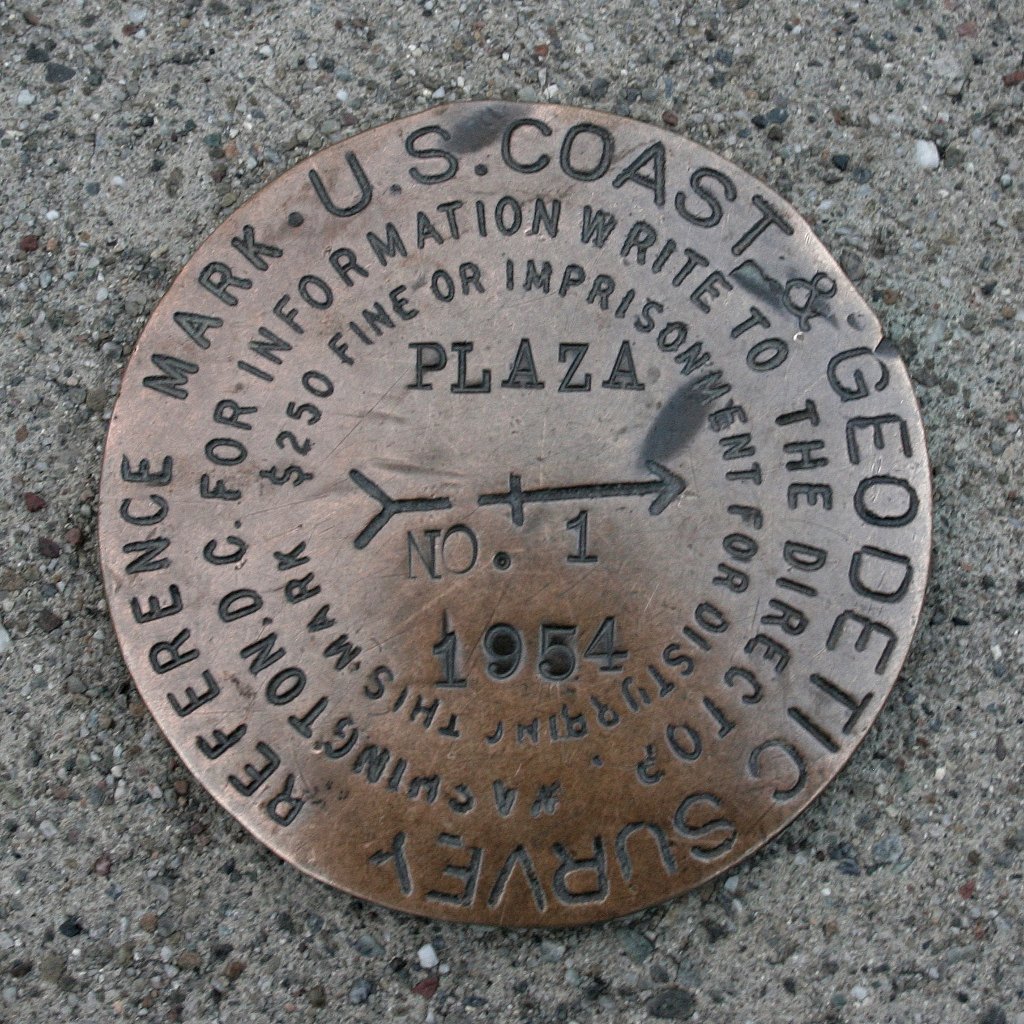 U.S. COAST & GEODETIC SURVEY REFERENCE MARK
FOR INFORMATION WRITE TO THE DIRECTOR, WASHINGTON, D.C.
$250 FINE OR IMPRISONMENT FOR DISTURBING THIS MARK
PLAZA
NO. 1
1954